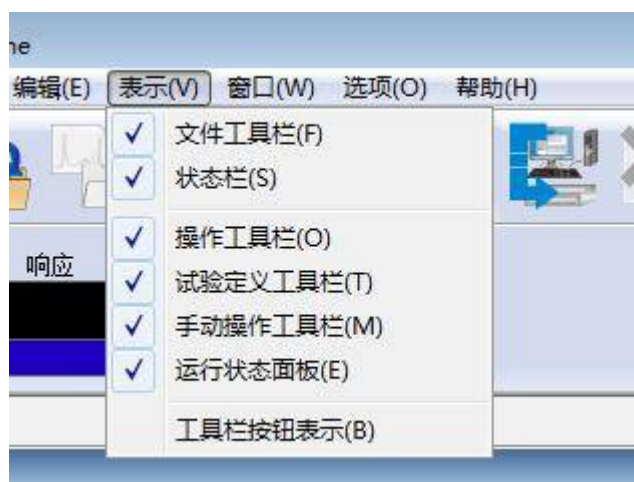 ne
编辑(E) 表示(V) 窗口(W) 选项(O) 帮助(H)
文件工具栏(F)
状态栏(S)
操作工具栏(O)
响应
试验定义工具栏(T)
手动操作工具栏(M)
运行状态面板(E)
工具栏按钮表示(B)